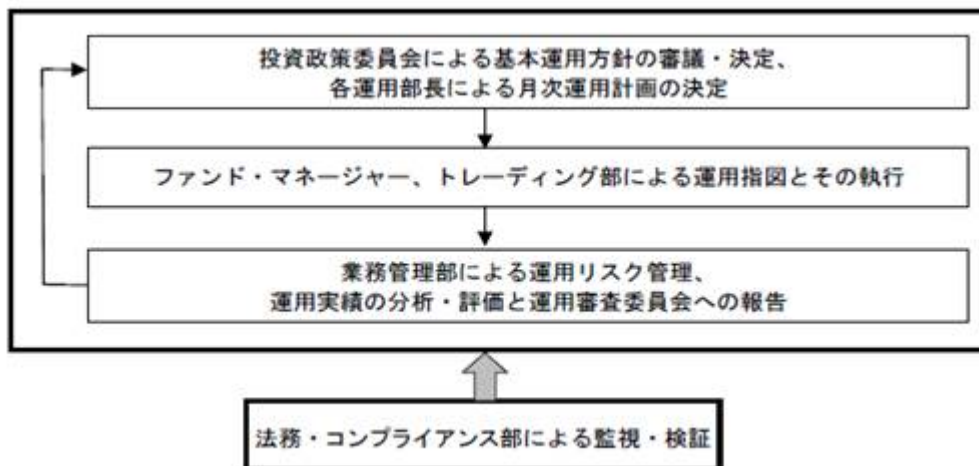 投資政策委員会による基本運用方針の審議・決定、
各運用部長による月次運用計画の決定
ファンド・マネージャー、トレーディング部による運用指図とその執行
業務管理部による運用リスク管理、
運用実績の分析・評価と運用審査委員会への報告
法務・コンプライアンス部による監視・検証